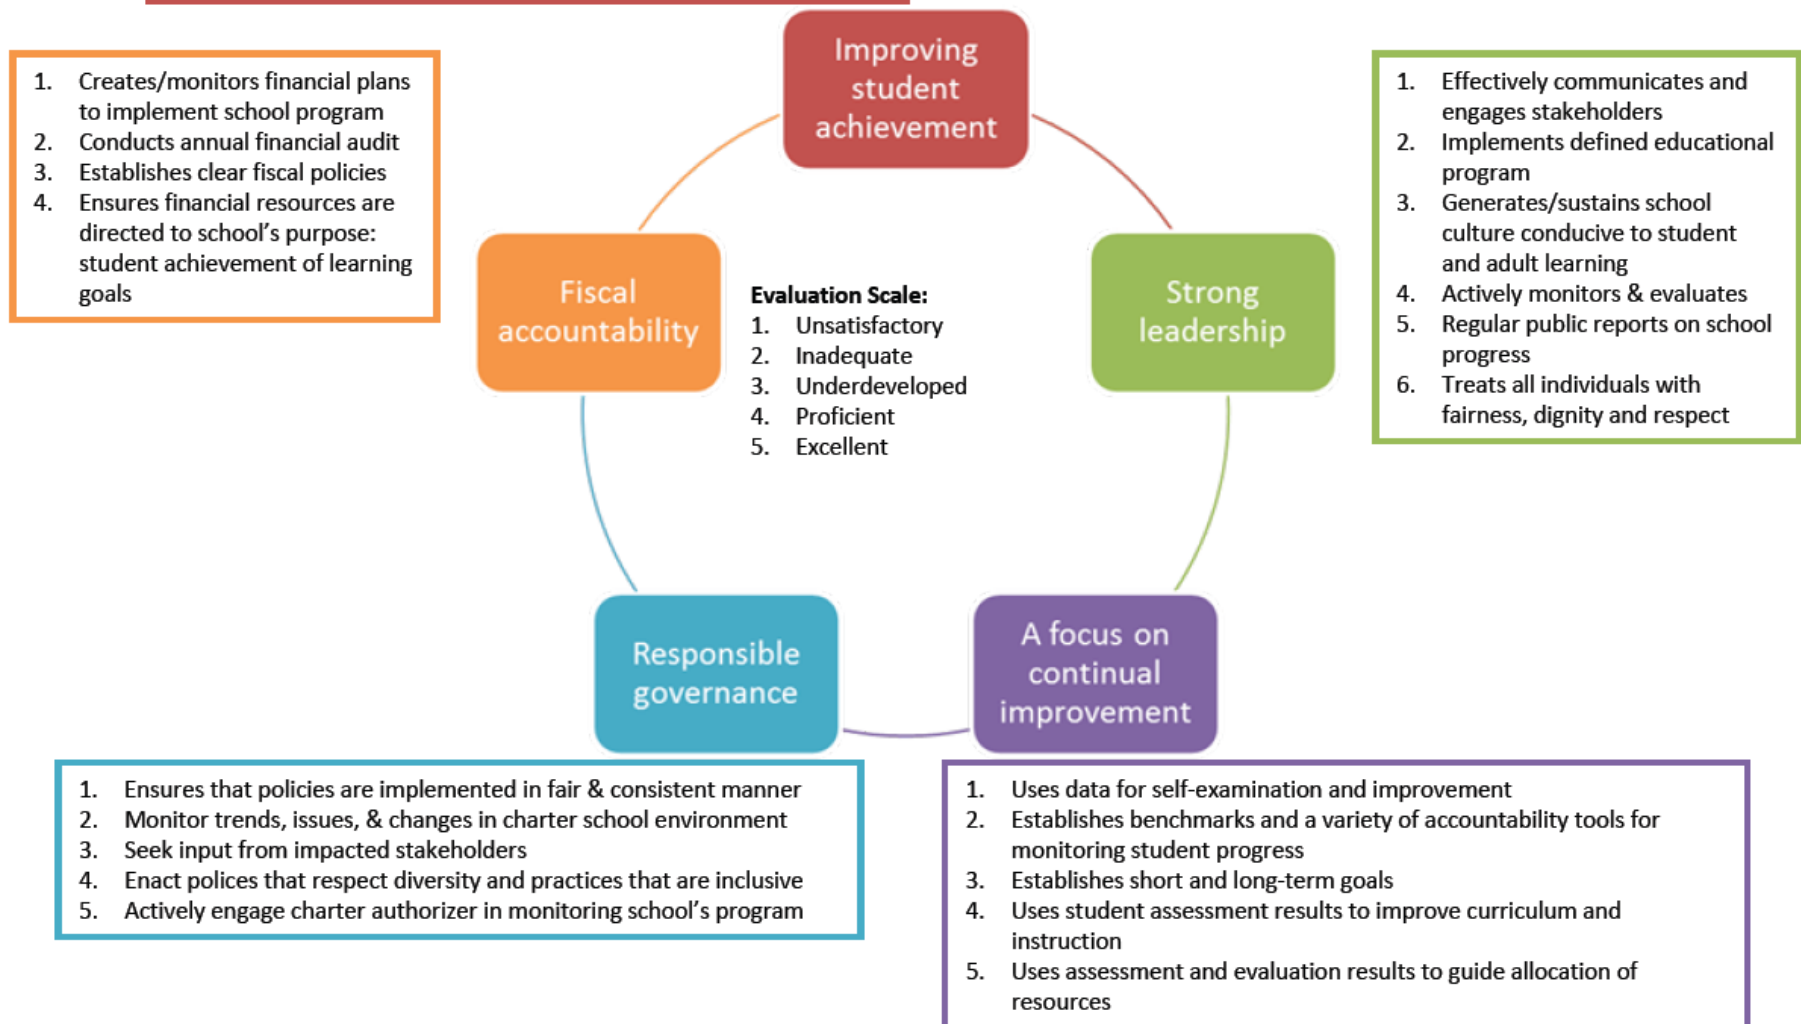 Improving
student
achievement
1. Creates/monitors financial plans
to implement school program
2. Conducts annual financial audit
3. Establishes clear fiscal policies
4. Ensures financial resources are
directed to school's purpose:
student achievement of learning
goals
Fiscal
accountability
Evaluation Scale:
1. Unsatisfactory
2. Inadequate
3. Underdeveloped
4. Proficient
5. Excellent
Strong
leadership
1. Effectively communicates and
engages stakeholders
2. Implements defined educational
program
3. Generates/sustains school
culture conducive to student
and adult learning
4. Actively monitors & evaluates
5. Regular public reports on school
progress
6. Treats all individuals with
fairness, dignity and respect
Responsible
governance
A focus on
continual
improvement
1. Ensures that policies are implemented in fair & consistent manner
2. Monitor trends, issues, & changes in charter school environment
3. Seek input from impacted stakeholders
4. Enact polices that respect diversity and practices that are inclusive
5. Actively engage charter authorizer in monitoring school's program
1. Uses data for self-examination and improvement
2. Establishes benchmarks and a variety of accountability tools for
monitoring student progress
3. Establishes short and long-term goals
4. Uses student assessment results to improve curriculum and
instruction
5. Uses assessment and evaluation results to guide allocation of
resources